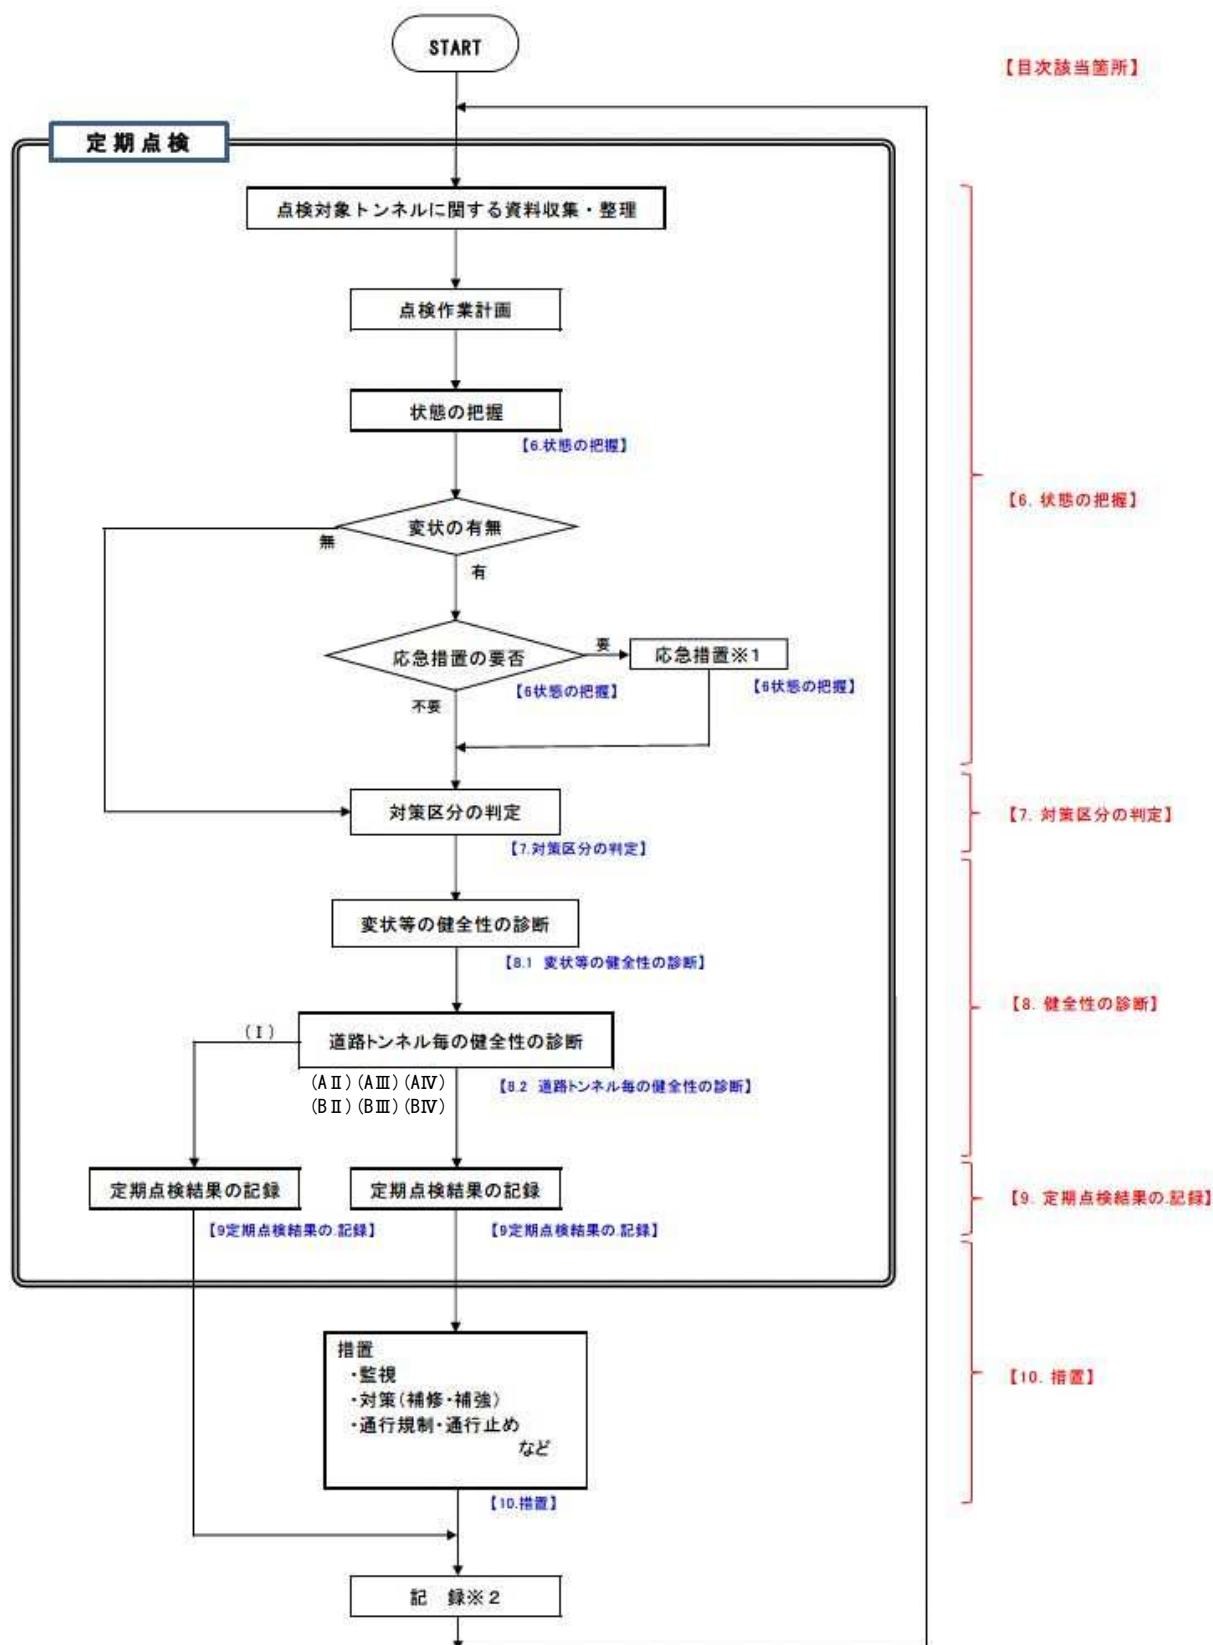 START
【目次該当箇所】
定期点検
点検対象トンネルに関する資料収集・整理
点検作業計画
状態の把握
【6.状態の把握】
【6. 状態の把握】
変状の有無
無
有
応急措置の要否
要
応急措置※1
【6状態の把握】
【6状態の把握】
不要
対策区分の判定
【7. 対策区分の判定】
【7.対策区分の判定】
変状等の健全性の診断
【8.1 変状等の健全性の診断】
【8. 健全性の診断】
(Ⅰ)
道路トンネル毎の健全性の診断
(AⅡ)(AⅢ)(AⅣ)
(BⅡ)(BⅢ)(BⅣ)
【8.2 道路トンネル毎の健全性の診断】
定期点検結果の記録
定期点検結果の記録
【9. 定期点検結果の.記録】
【9定期点検結果の.記録】
【9定期点検結果の.記録】
措置
・監視
・対策(補修・補強)
・通行規制・通行止め
など
【10. 措置】
【10.措置】
記 録※2